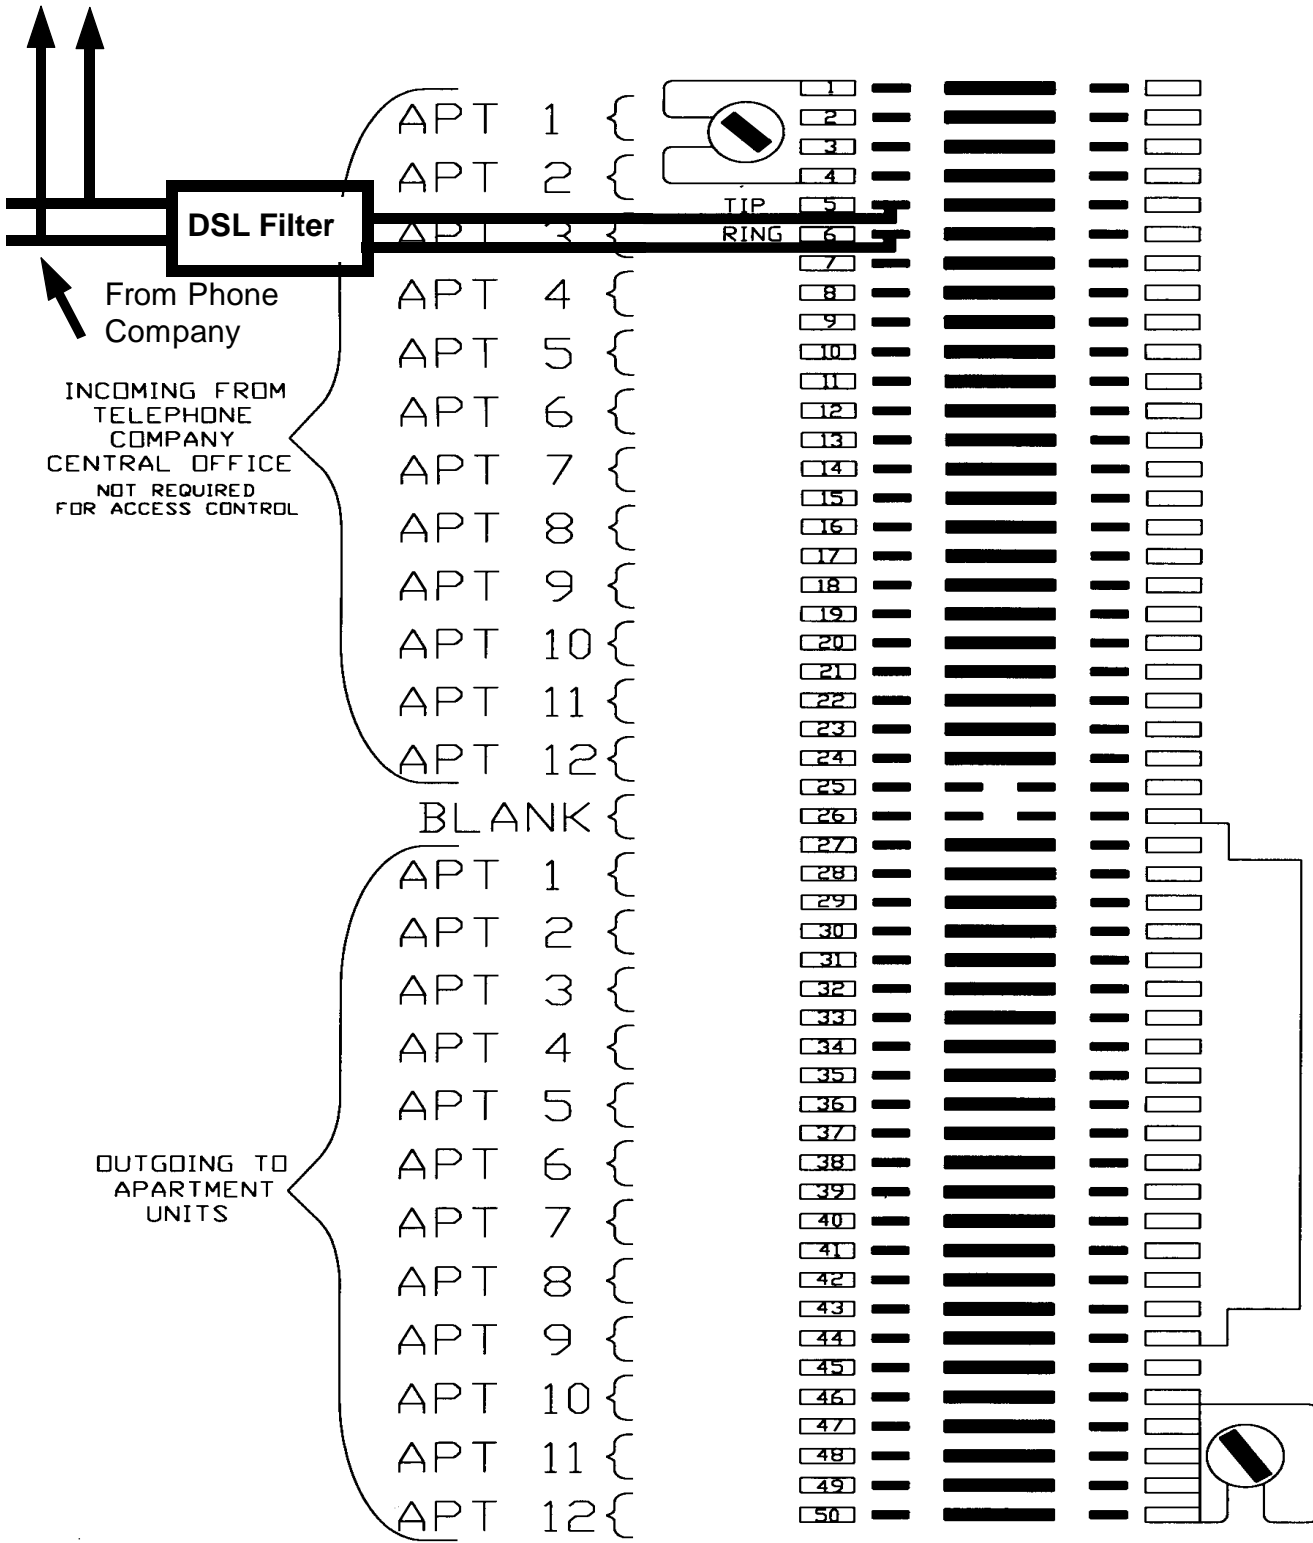 APT 1
APT 2
TIP
DSL Filter
APT 3
RING
From Phone
Company
APT 4
APT 5
INCOMING FROM
TELEPHONE
COMPANY
CENTRAL OFFICE
NOT REQUIRED
FOR ACCESS CONTROL
APT 6
APT 7
APT 8
APT 9
APT 10
APT 11
APT 12
BLANK
APT 1
APT 2
APT 3
APT 4
APT 5
OUTGOING TO
APARTMENT
UNITS
APT 6
APT 7
APT 8
APT 9
APT 10
APT 11
APT 12
1
2
3
4
5
6
7
8
9
10
11
12
13
14
15
16
17
18
19
20
21
22
23
24
25
26
27
28
29
30
31
32
33
34
35
36
37
38
39
40
41
42
43
44
45
46
47
48
49
50